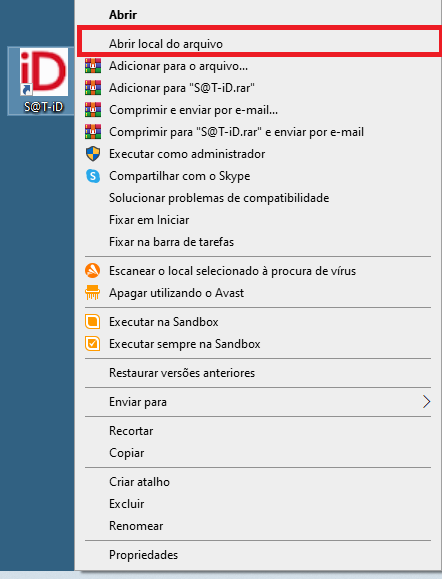 Abrir
iD
S@T-iD
Abrir local do arquivo
Adicionar para o arquivo...
Adicionar para "S@T-iD.rar"
Comprimir e enviar por e-mail...
Comprimir para "S@T-iD.rar" e enviar por e-mail
Executar como administrador
Compartilhar com o Skype
Solucionar problemas de compatibilidade
Fixar em Iniciar
Fixar na barra de tarefas
Escanear o local selecionado à procura de vírus
Apagar utilizando o Avast
Executar na Sandbox
Executar sempre na Sandbox
Restaurar versões anteriores
Enviar para
Recortar
Copiar
Criar atalho
Excluir
Renomear
Propriedades